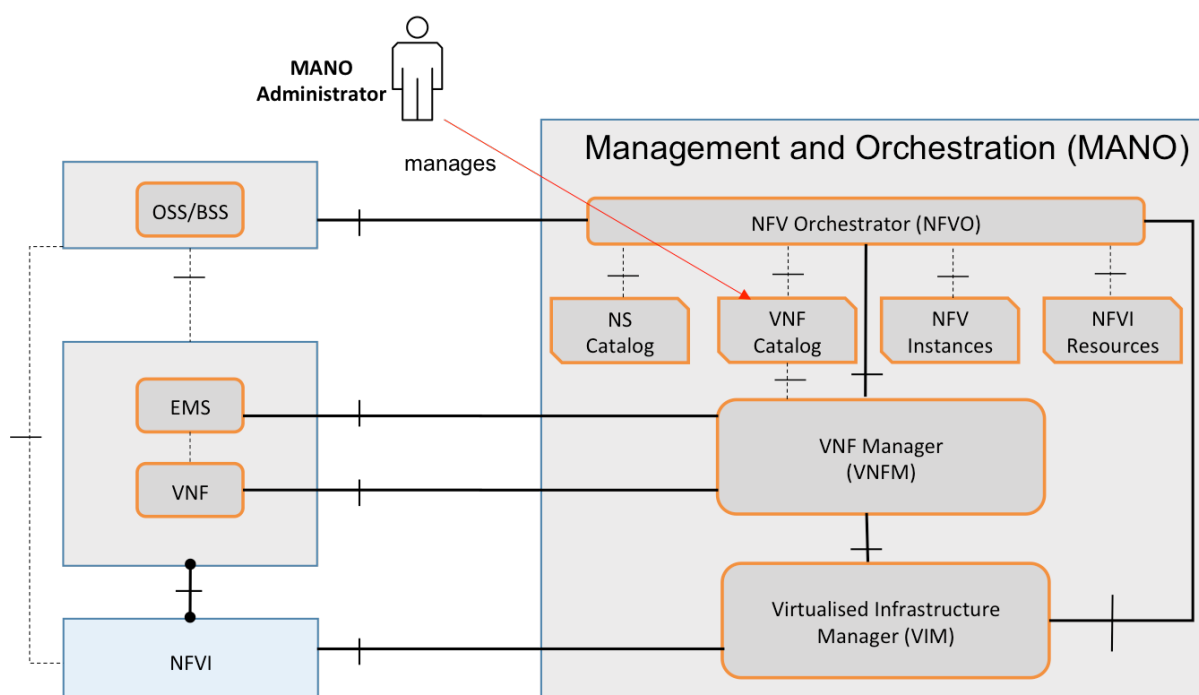 MANO
Administrator
manages
Management and Orchestration (MANO)
OSS/BSS
NFV Orchestrator (NFVO)
NS
Catalog
VNF
Catalog
NFV
Instances
NFVI
Resources
EMS
VNF
VNF Manager
(VNFM)
Virtualised Infrastructure
Manager (VIM)
NFVI